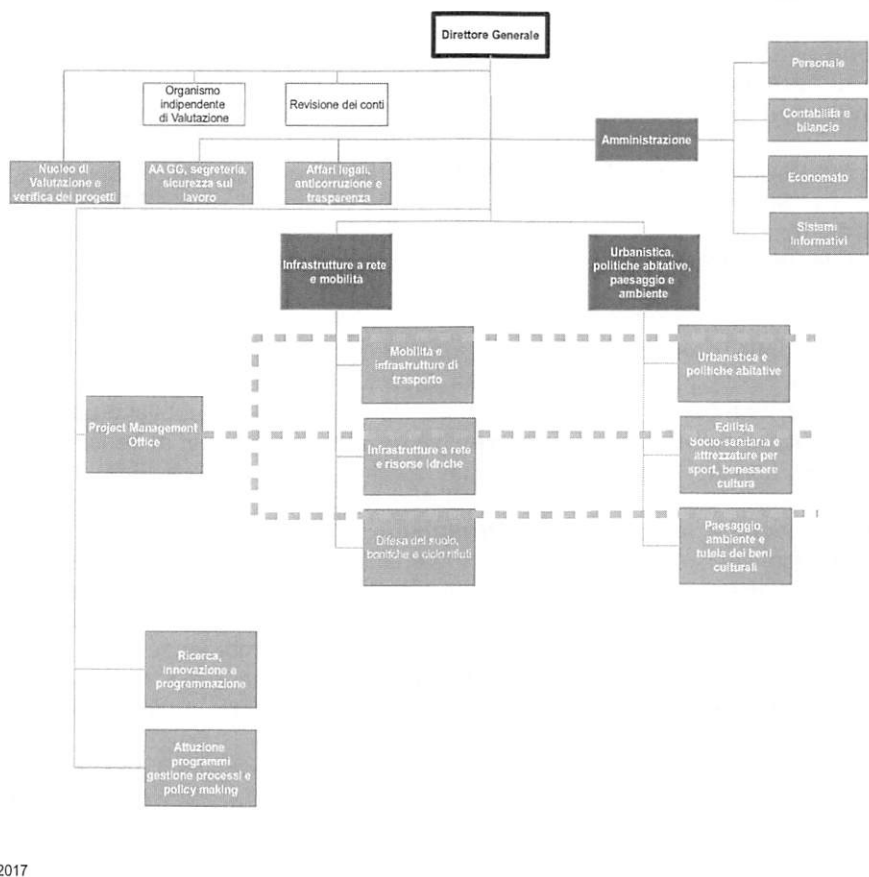 Direttore Generale
Organismo
indipendente
di Valutazione
Revisione dei conti
Personale
Contabilità e
bilancio
Amministrazione
Economato
Sistemi
Informativi
Nucleo di
Valutazione e
verifica dei progetti
AA GG, segreteria,
sicurezza sul
lavoro
Affari legali,
anticorruzione e
trasparenza
Infrastrutture a rete
e mobilità
Urbanistica,
politiche abitative,
paesaggio e
ambiente
Mobilità e
infrastrutture di
trasporto
Urbanistica e
politiche abitative
Project Management
Office
Infrastrutture a rete
e risorse idriche
Edilizia
Socio-sanitaria e
attrezzature per
sport, benessere
cultura
Difesa del suolo,
bonifiche e ciclo rifiuti
Paesaggio,
ambiente e
tutela dei beni
culturali
Ricerca,
innovazione e
programmazione
Attuzione
programmi
gestione processi e
policy making
2017